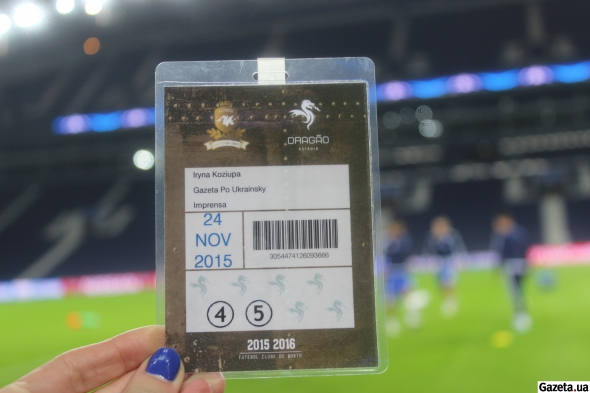 DRAGÃO
ESTÁDIO
Iryna Koziupa
Gazeta Po Ukrainsky
Imprensa
24
NOV
2015
3054474126093666
4 5
2015 2016
FUTEBOL CLUBE DO PORTO
Gazeta.ua